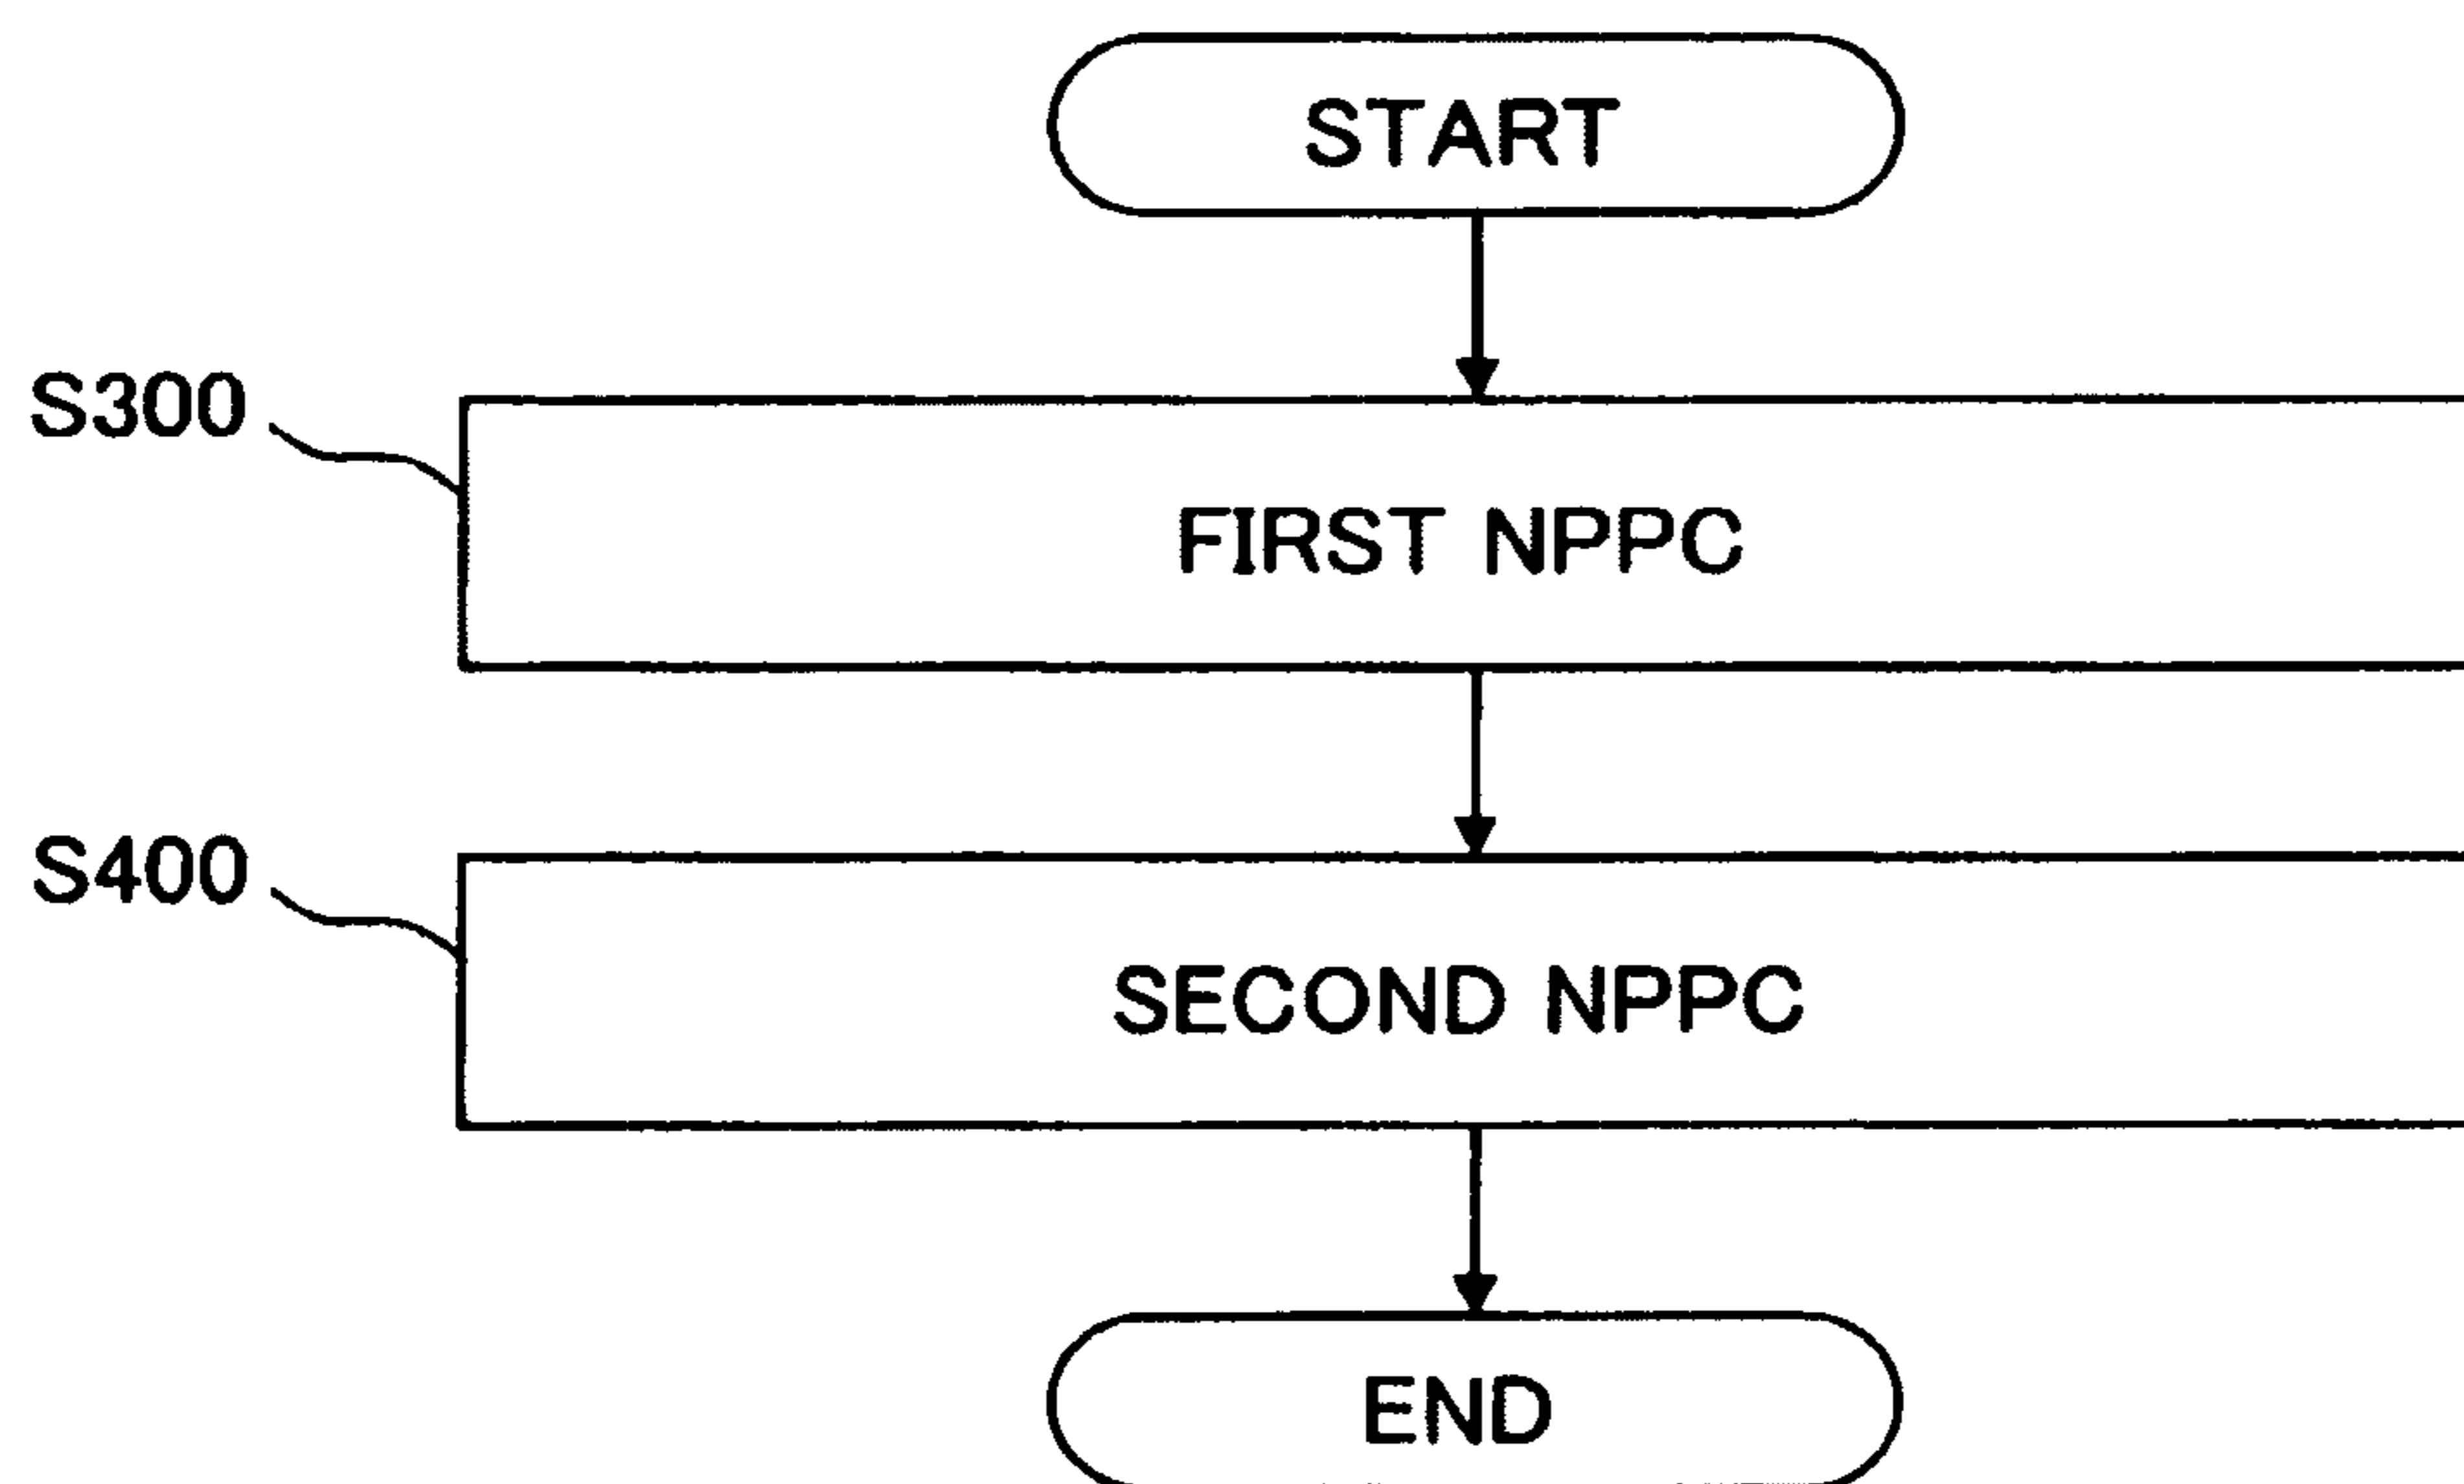 START
S300
FIRST NPPC
S400
SECOND NPPC
END